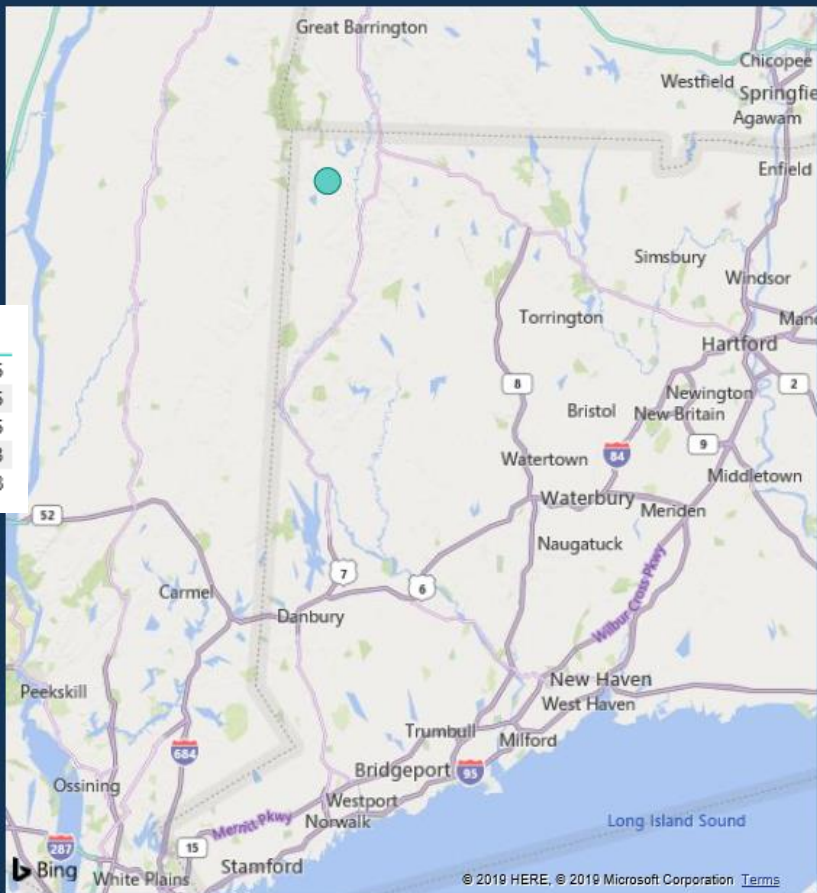 Great Barrington
Chicopee
Westfield
Springfie
Agawam
Enfield
Simsbury
Windsor
Torrington
Manc
Hartford
8
2
Newington
Bristol
New Britain
9
84
Watertown
Middletown
Waterbury
Meriden
52
Naugatuck
7
6
Carmel
Wilbur Cross Pkwy
Danbury
New Haven
Peekskill
West Haven
Trumbull
Milford
684
Bridgeport
95
Ossining
Westport
Merritt Pkwy
Norwalk
Long Island Sound
287
15
Bing
White Plains
Stamford
© 2019 HERE, © 2019 Microsoft Corporation Terms